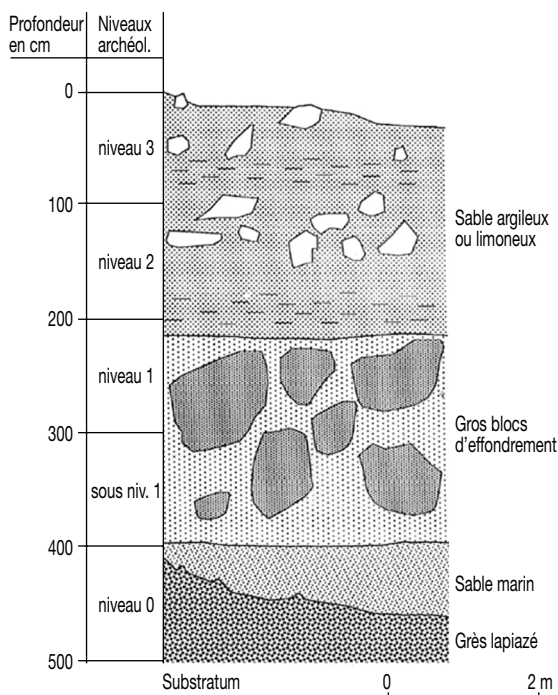 Profondeur
en cm
Niveaux
archéol.
0
niveau 3
100
Sable argileux
ou limoneux
niveau 2
200
niveau 1
300
Gros blocs
d'effondrement
sous niv. 1
400
Sable marin
niveau 0
Grès lapiazé
500
Substratum
0
2 m